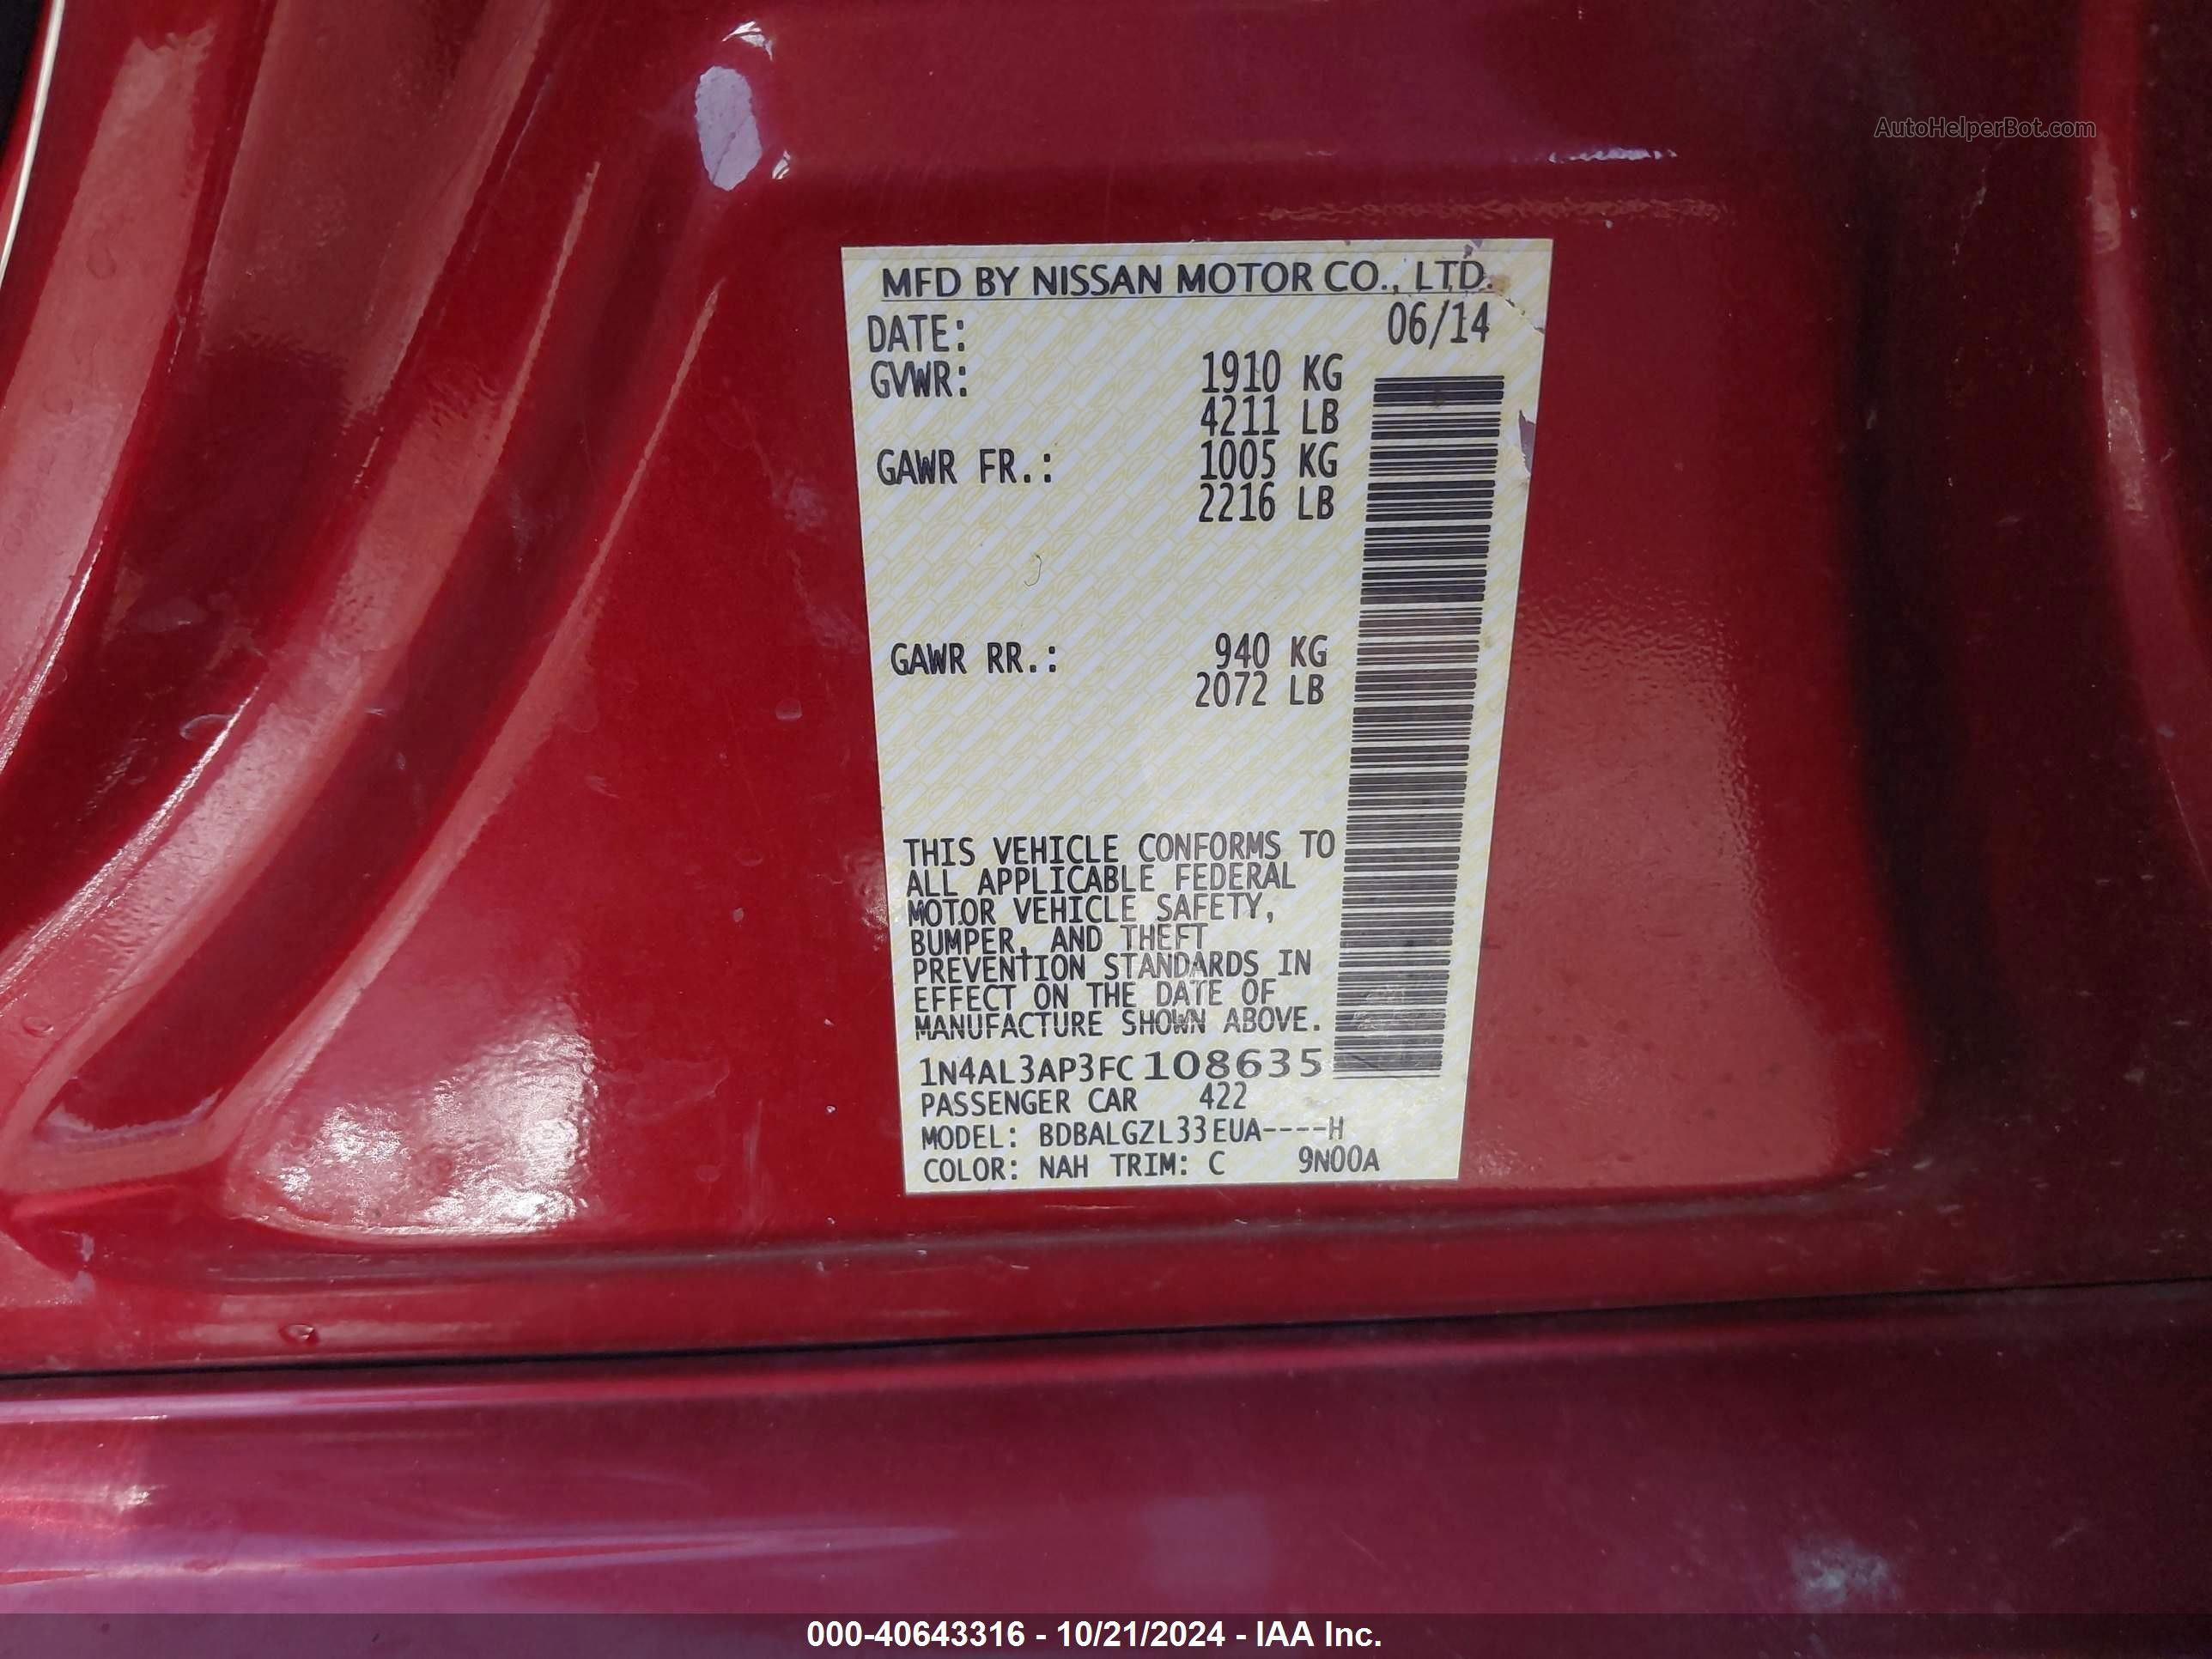 AutoHelperBot.com
MFD BY NISSAN MOTOR CO., LTD.
DATE: 06/14
GVWR: 1910 KG
4211 LB
GAWR FR.: 1005 KG
2216 LB
GAWR RR.: 940 KG
2072 LB
THIS VEHICLE CONFORMS TO
ALL APPLICABLE FEDERAL
MOTOR VEHICLE SAFETY,
BUMPER, AND THEFT
PREVENTION STANDARDS IN
EFFECT ON THE DATE OF
MANUFACTURE SHOWN ABOVE.
1N4AL3AP3FC108635
PASSENGER CAR 422
MODEL: BDBALGZL33EUA----H
COLOR: NAH TRIM: C 9N00A
000-40643316 - 10/21/2024 - IAA Inc.